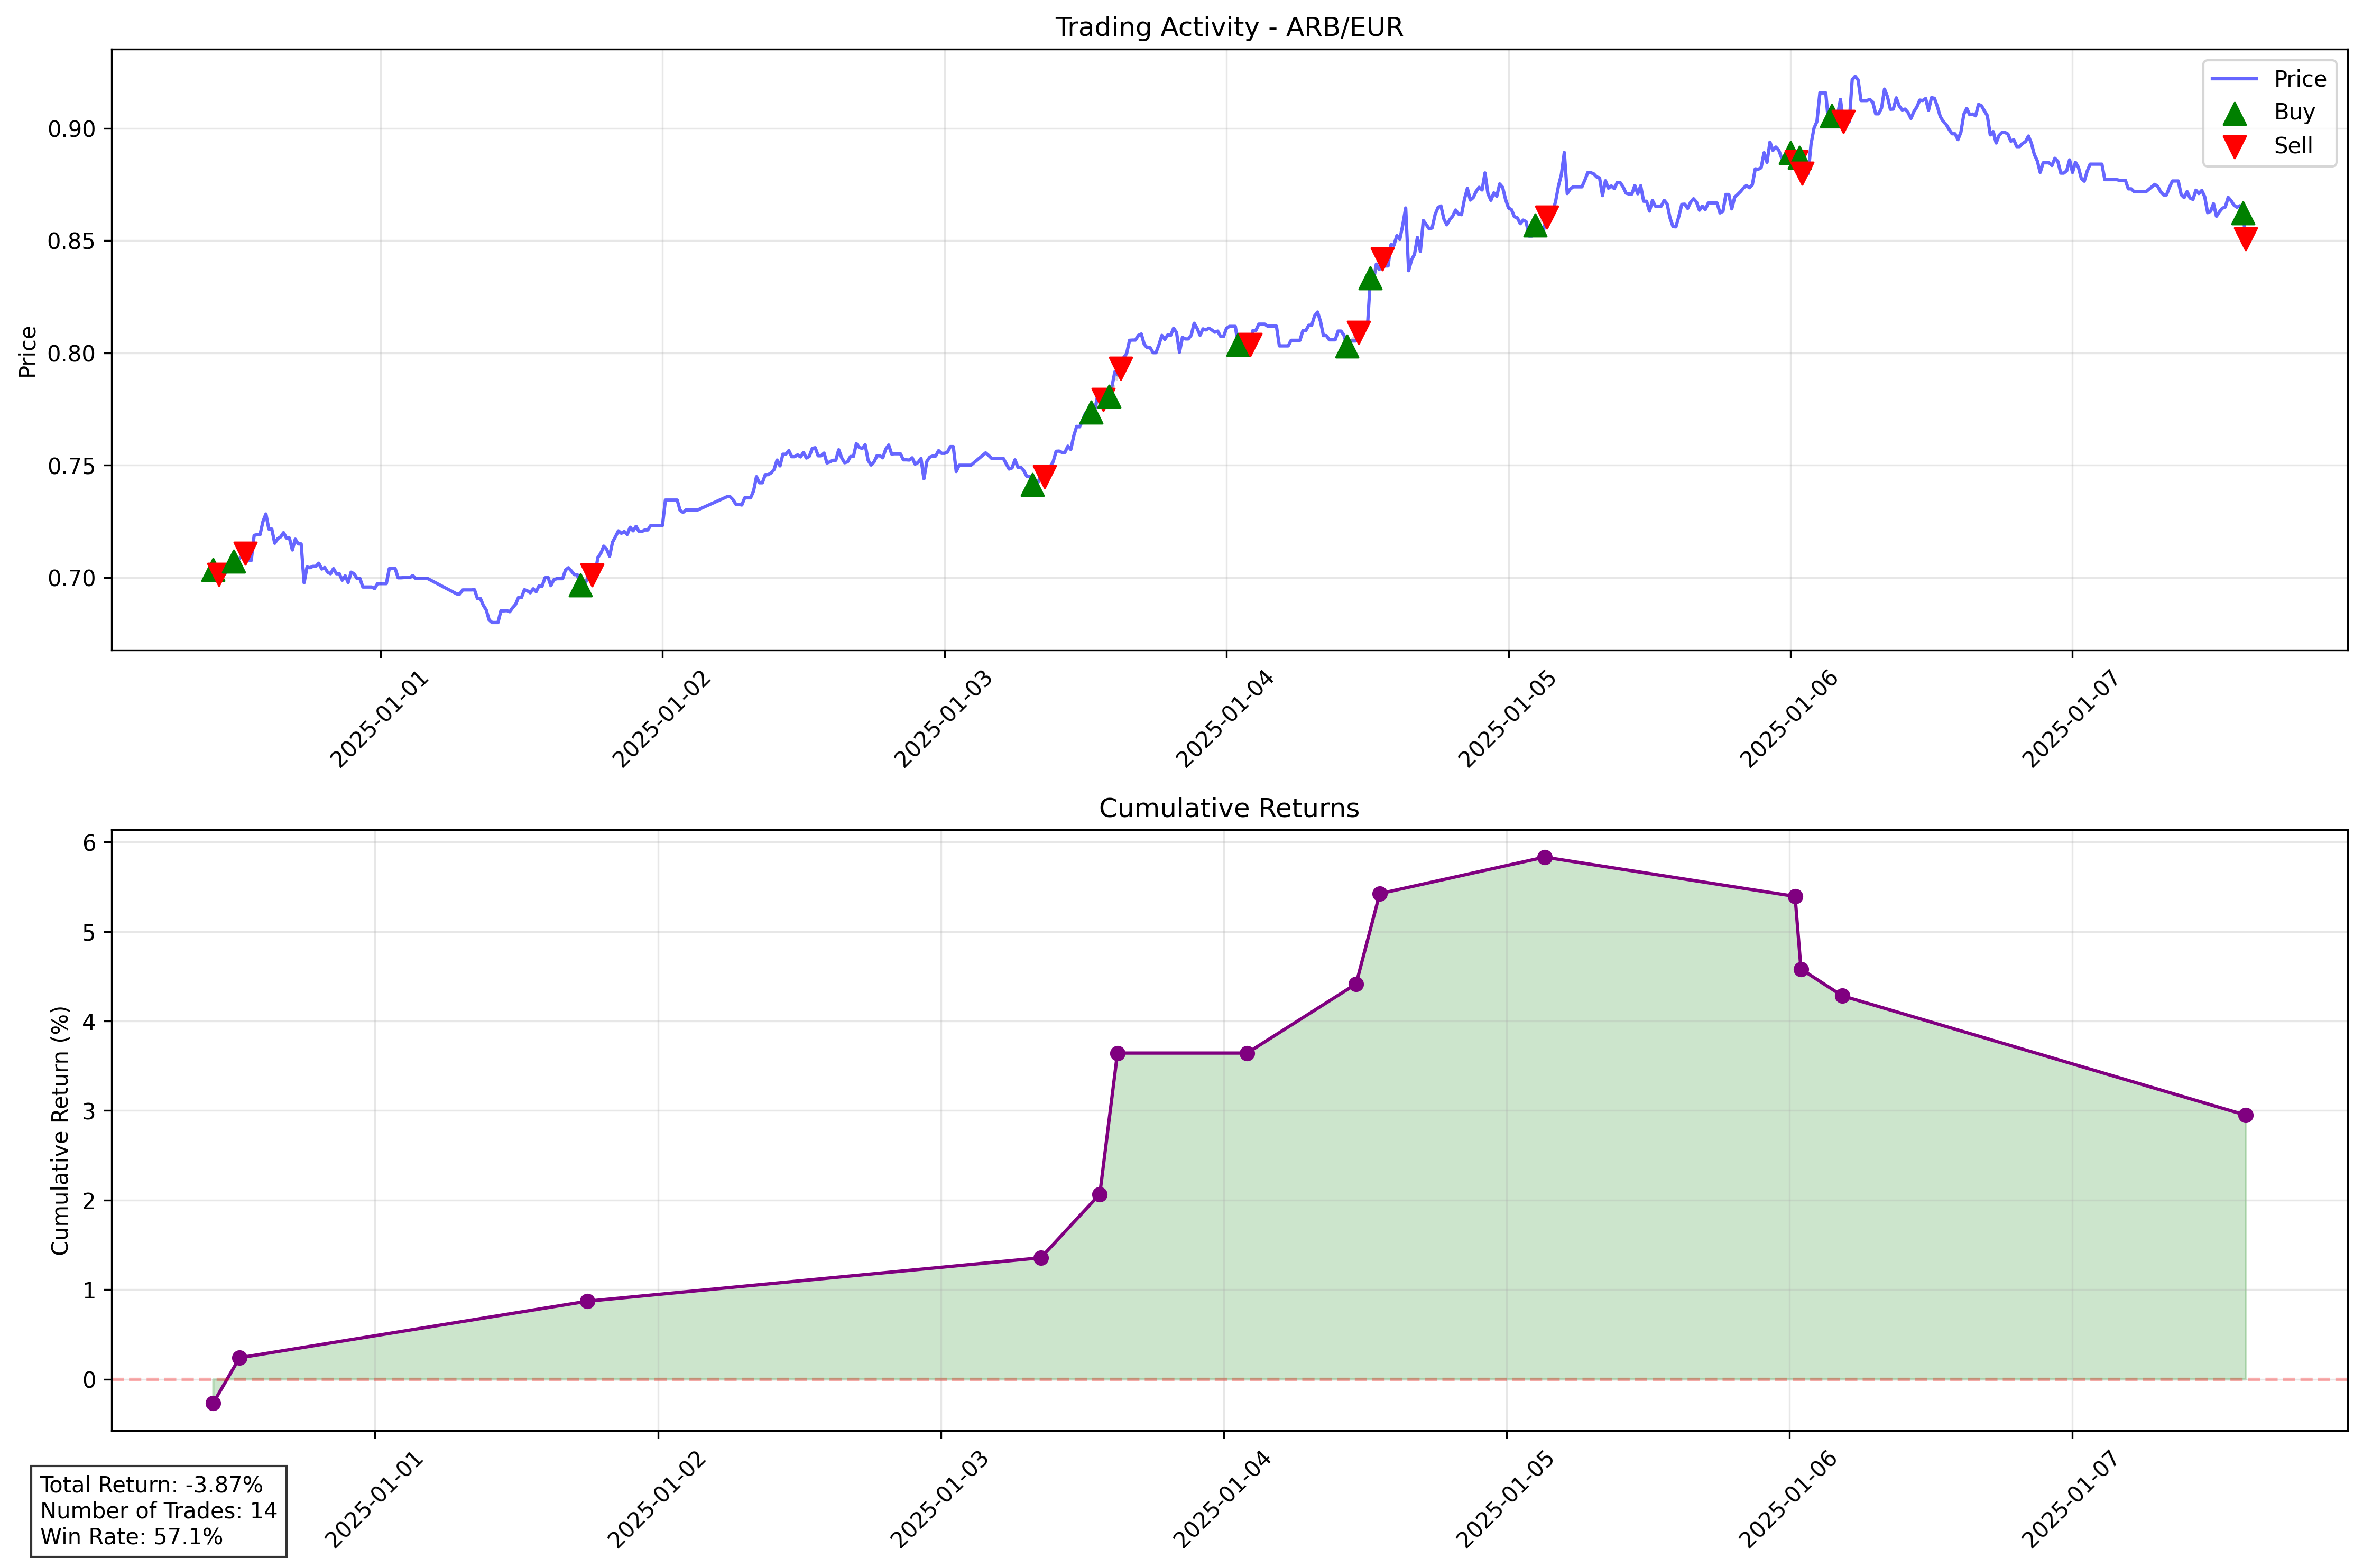 Trading Activity - ARB/EUR
Price
Buy
Sell
Price
0.90
0.85
0.80
0.75
0.70
2025-01-01
2025-01-02
2025-01-03
2025-01-04
2025-01-05
2025-01-06
2025-01-07
Cumulative Returns
Cumulative Return (%)
6
5
4
3
2
1
0
2025-01-01
2025-01-02
2025-01-03
2025-01-04
2025-01-05
2025-01-06
2025-01-07
Total Return: -3.87%
Number of Trades: 14
Win Rate: 57.1%